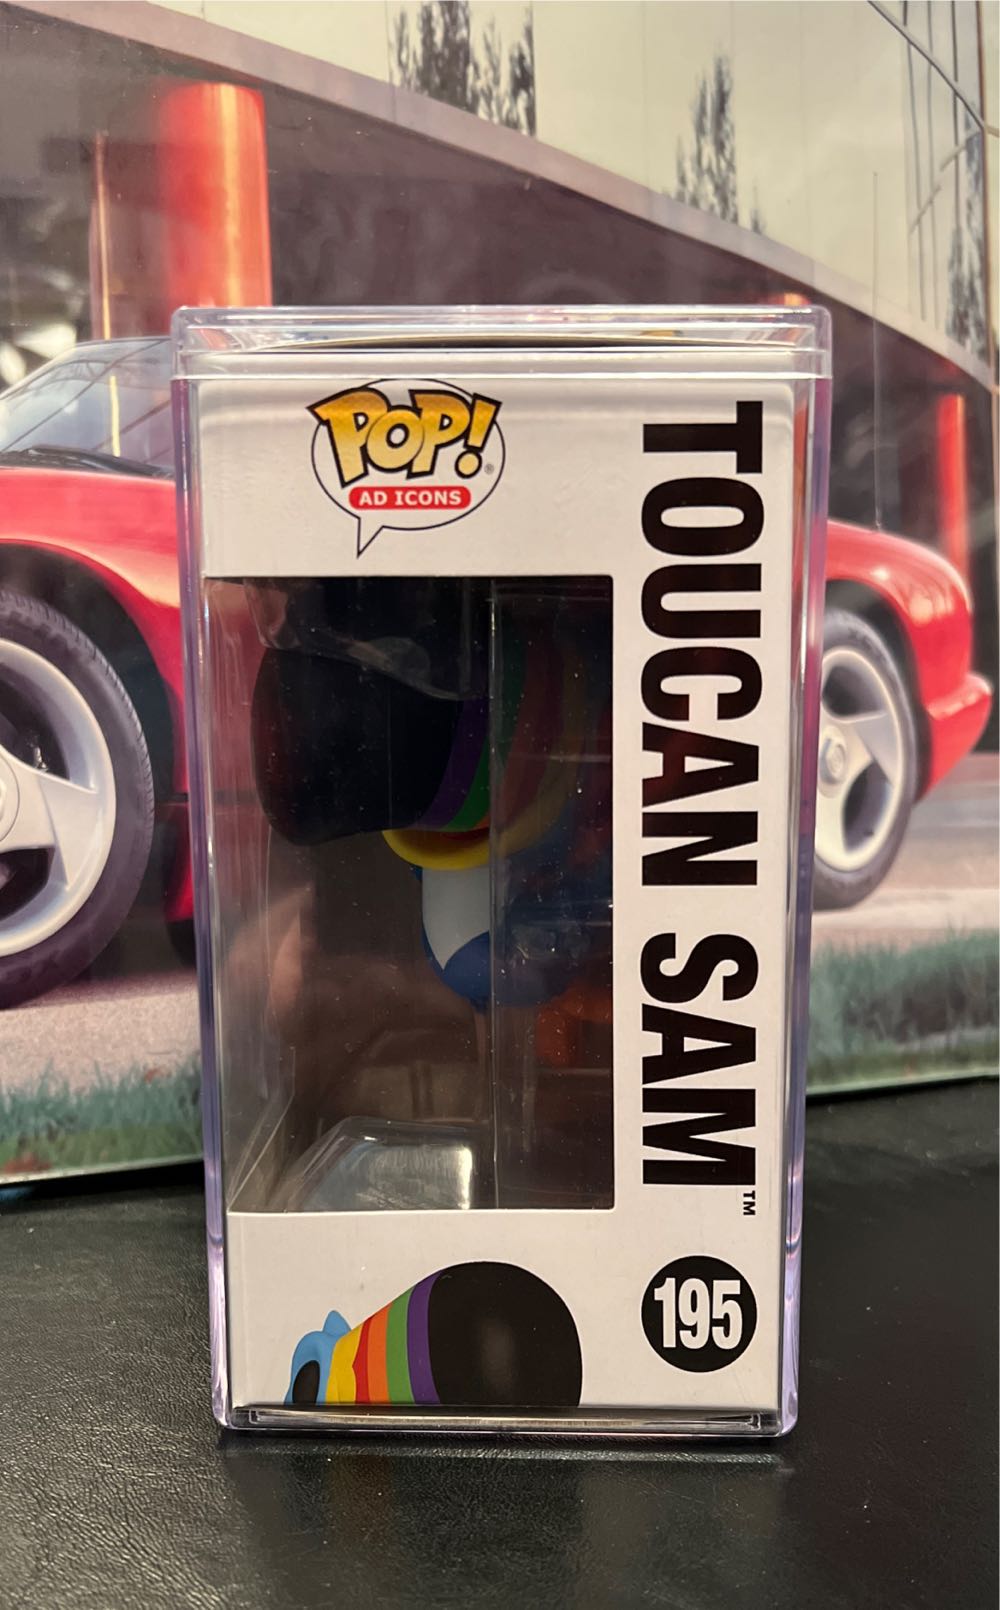 POP!®
AD ICONS
TOUCAN SAM™
195